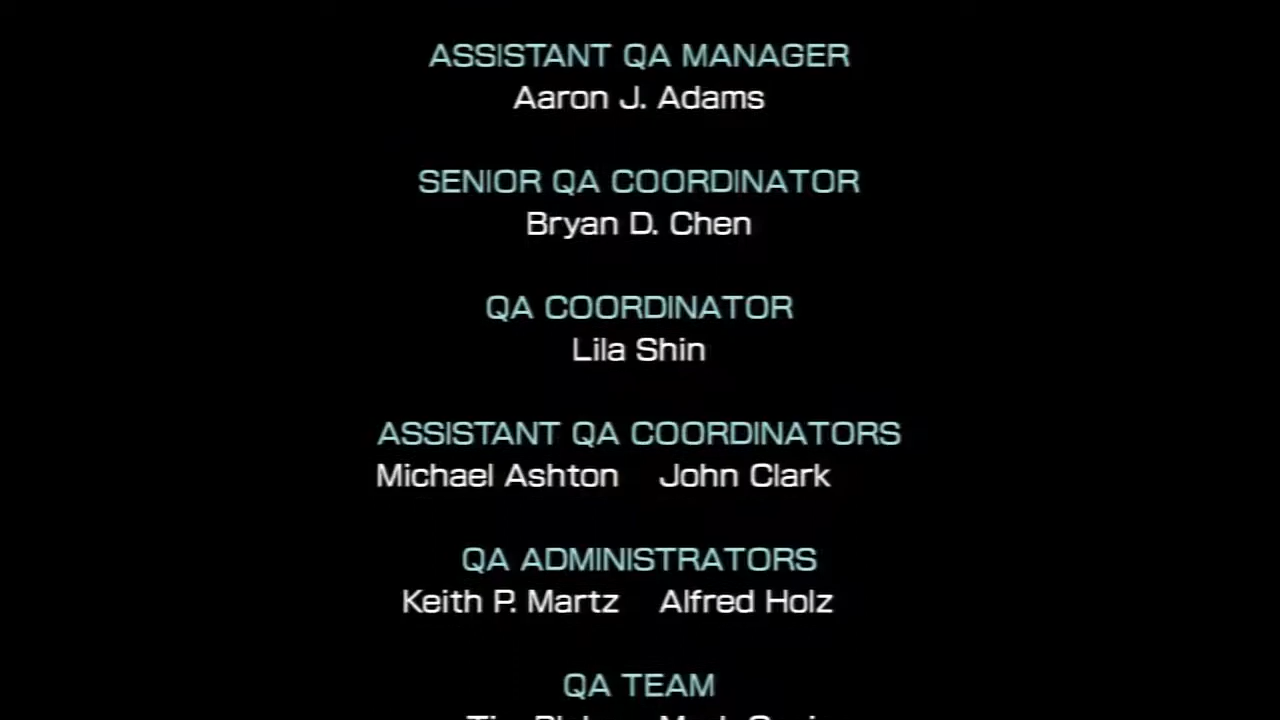 ASSISTANT QA MANAGER
Aaron J. Adams
SENIOR QA COORDINATOR
Bryan D. Chen
QA COORDINATOR
Lila Shin
ASSISTANT QA COORDINATORS
Michael Ashton John Clark
QA ADMINISTRATORS
Keith P. Martz Alfred Holz
QA TEAM